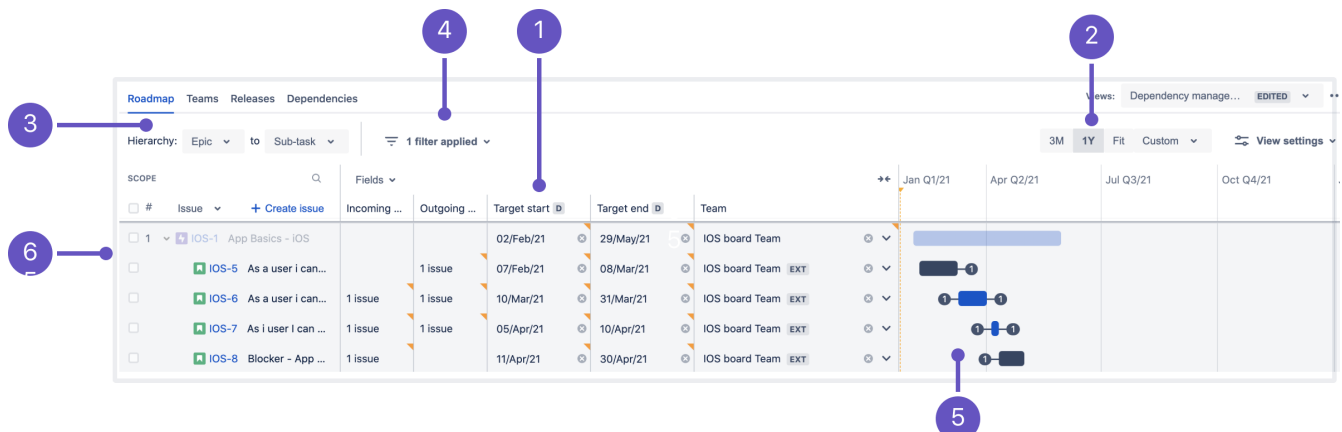 4
1
2
Roadmap Teams Releases Dependencies
Views: Dependency manage... EDITED
3
Hierarchy: Epic to Sub-task 1 filter applied
3M 1Y Fit Custom View settings
SCOPE Fields Jan Q1/21 Apr Q2/21 Jul Q3/21 Oct Q4/21
# Issue + Create issue Incoming ... Outgoing ... Target start D Target end D Team
1 IOS-1 App Basics - iOS 02/Feb/21 29/May/21 IOS board Team
6
IOS-5 As a user i can... 1 issue 07/Feb/21 08/Mar/21 IOS board Team EXT 1
IOS-6 As a user i can... 1 issue 1 issue 10/Mar/21 31/Mar/21 IOS board Team EXT 1 1
IOS-7 As i user I can ... 1 issue 1 issue 05/Apr/21 10/Apr/21 IOS board Team EXT 1 1
IOS-8 Blocker - App ... 1 issue 11/Apr/21 30/Apr/21 IOS board Team EXT 1
5